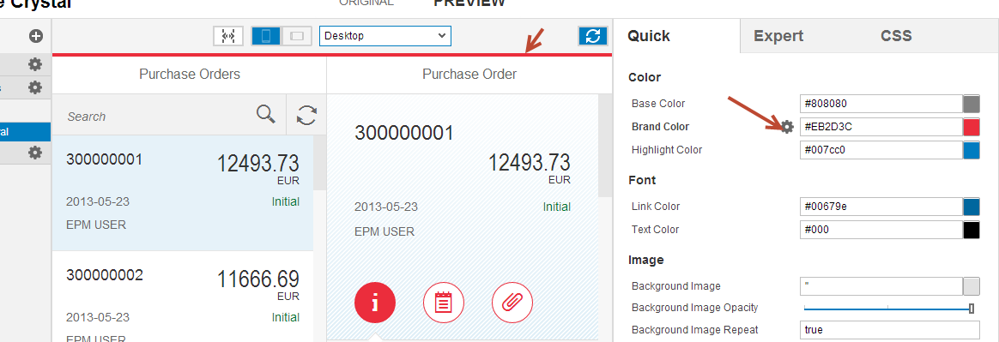 e Crystal
ORIGINAL
PREVIEW
Desktop
Quick
Expert
CSS
Purchase Orders
Purchase Order
Search
300000001
12493.73
EUR
2013-05-23
Initial
EPM USER
300000002
11666.69
EUR
2013-05-23
Initial
EPM USER
300000001
12493.73
EUR
2013-05-23
Initial
EPM USER
Color
Base Color
#808080
Brand Color
#EB2D3C
Highlight Color
#007cc0
Font
Link Color
#00679e
Text Color
#000
Image
Background Image
''
Background Image Opacity
Background Image Repeat
true